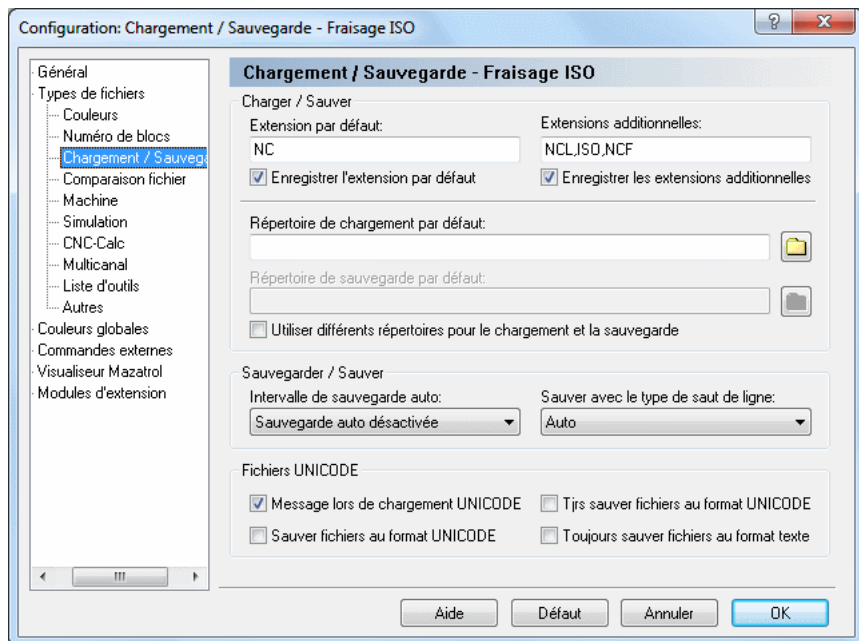 Configuration: Chargement / Sauvegarde - Fraisage ISO
Général
Types de fichiers
Couleurs
Numéro de blocs
Chargement / Sauvega
Comparaison fichier
Machine
Simulation
CNC-Calc
Multicanal
Liste d'outils
Autres
Couleurs globales
Commandes externes
Visualiseur Mazatrol
Modules d'extension
Chargement / Sauvegarde - Fraisage ISO
Charger / Sauver
Extension par défaut:
Extensions additionnelles:
NC
NCL,ISO,NCF
Enregistrer l'extension par défaut
Enregistrer les extensions additionnelles
Répertoire de chargement par défaut:
Répertoire de sauvegarde par défaut:
Utiliser différents répertoires pour le chargement et la sauvegarde
Sauvegarder / Sauver
Intervalle de sauvegarde auto:
Sauver avec le type de saut de ligne:
Sauvegarde auto désactivée
Auto
Fichiers UNICODE
Message lors de chargement UNICODE
Tjrs sauver fichiers au format UNICODE
Sauver fichiers au format UNICODE
Toujours sauver fichiers au format texte
Aide
Défaut
Annuler
OK